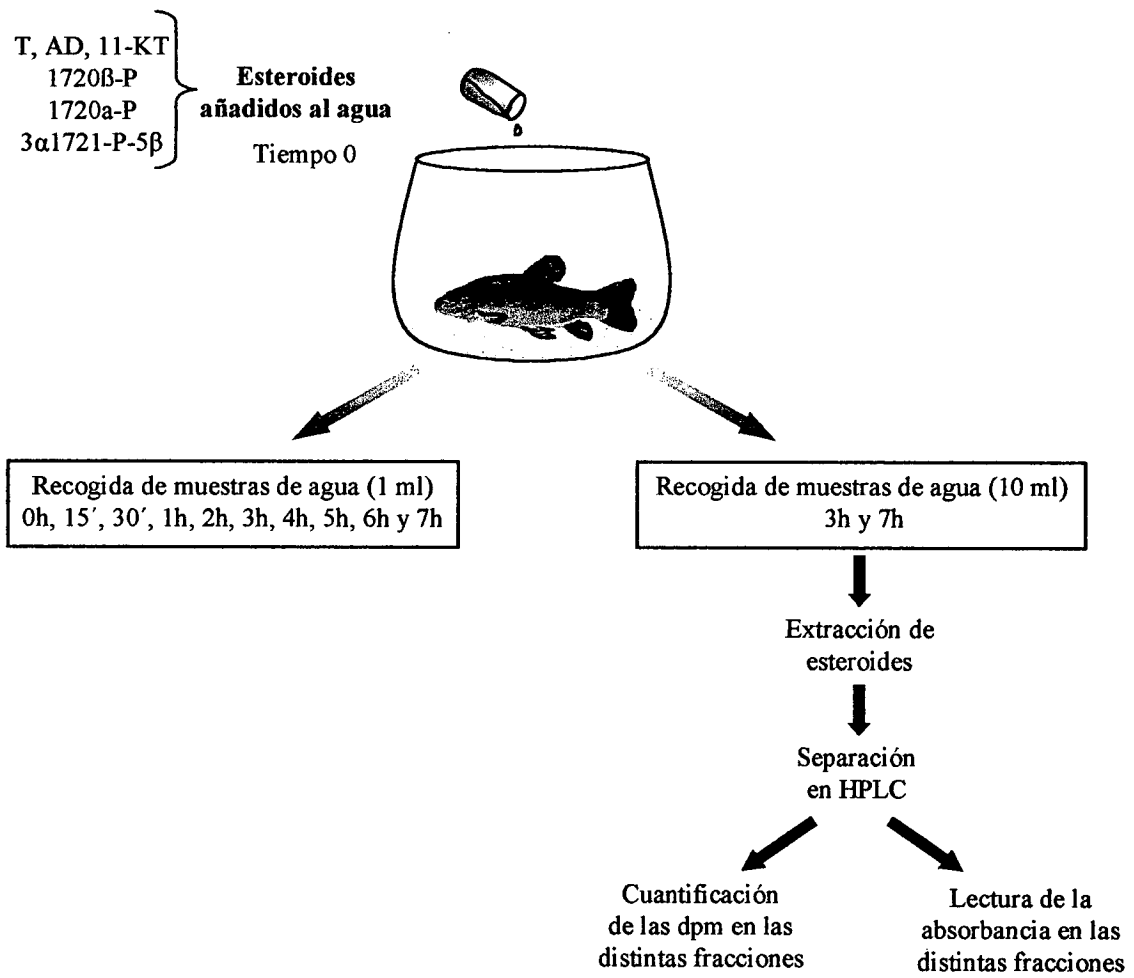 T, AD, 11-KT
1720ß-P
1720a-P
3α1721-P-5β
Esteroides
añadidos al agua
Tiempo 0
Recogida de muestras de agua (1 ml)
0h, 15´, 30´, 1h, 2h, 3h, 4h, 5h, 6h y 7h
Recogida de muestras de agua (10 ml)
3h y 7h
Extracción de
esteroides
Separación
en HPLC
Cuantificación
de las dpm en las
distintas fracciones
Lectura de la
absorbancia en las
distintas fracciones